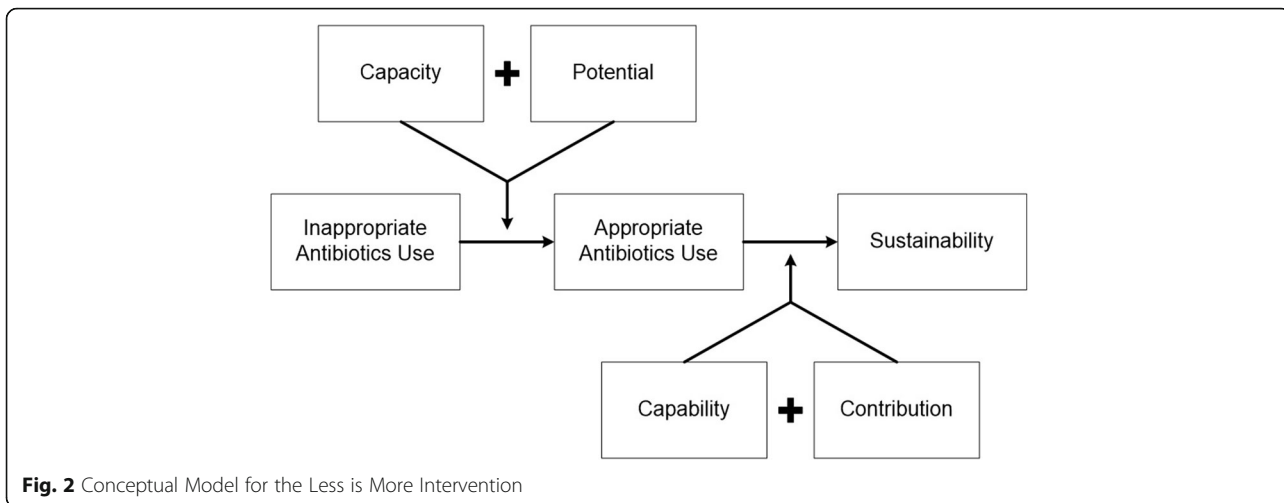 Capacity
Potential
Inappropriate
Antibiotics Use
Appropriate
Antibiotics Use
Sustainability
Capability
Contribution
Fig. 2 Conceptual Model for the Less is More Intervention